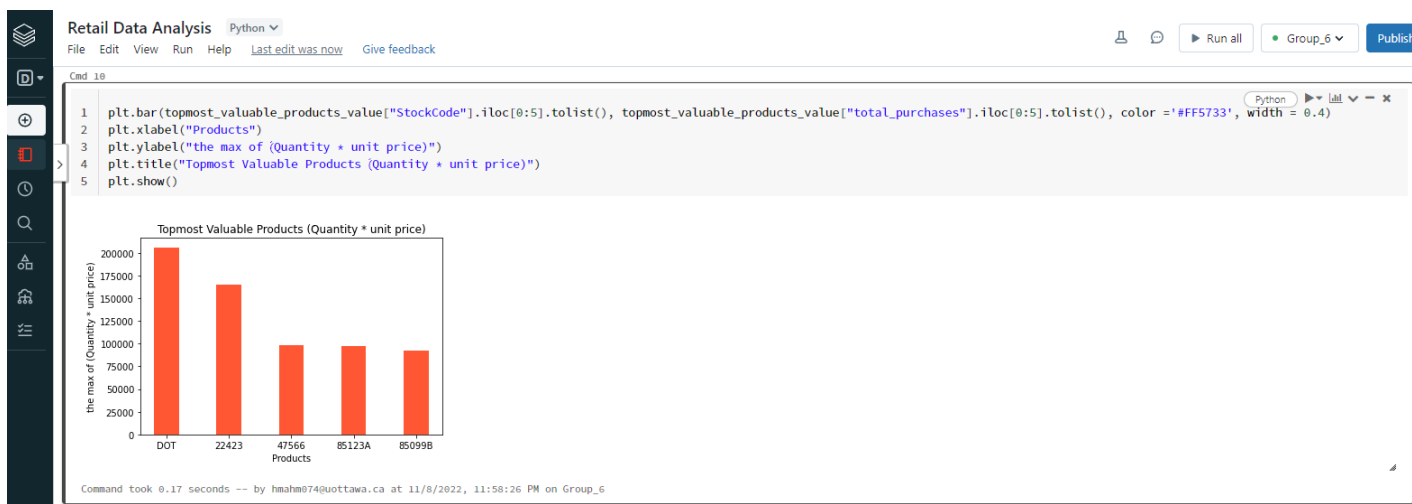 Retail Data Analysis Python
File Edit View Run Help Last edit was now Give feedback
Run all Group_6 Publish
D
Cmd 10
Python
1 plt.bar(topmost_valuable_products_value["StockCode"].iloc[0:5].tolist(), topmost_valuable_products_value["total_purchases"].iloc[0:5].tolist(), color ='#FF5733', width = 0.4)
2 plt.xlabel("Products")
3 plt.ylabel("the max of (Quantity * unit price)")
4 plt.title("Topmost Valuable Products (Quantity * unit price)")
5 plt.show()
Topmost Valuable Products (Quantity * unit price)
the max of (Quantity * unit price)
200000
175000
150000
125000
100000
75000
50000
25000
0
DOT 22423 47566 85123A 85099B
Products
Command took 0.17 seconds -- by hmahm074@uottawa.ca at 11/8/2022, 11:58:26 PM on Group_6